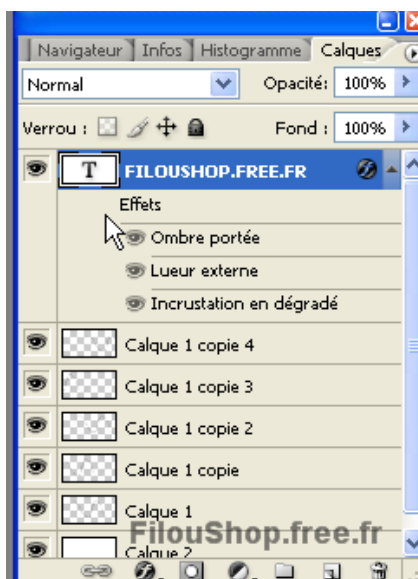 Navigateur Infos Histogramme Calques
Normal Opacité: 100%
Verrou : Fond : 100%
T FILOUSHOP.FREE.FR
Effets
Ombre portée
Lueur externe
Incrustation en dégradé
Calque 1 copie 4
Calque 1 copie 3
Calque 1 copie 2
Calque 1 copie
Calque 1
FilouShop.free.fr
Calque 2